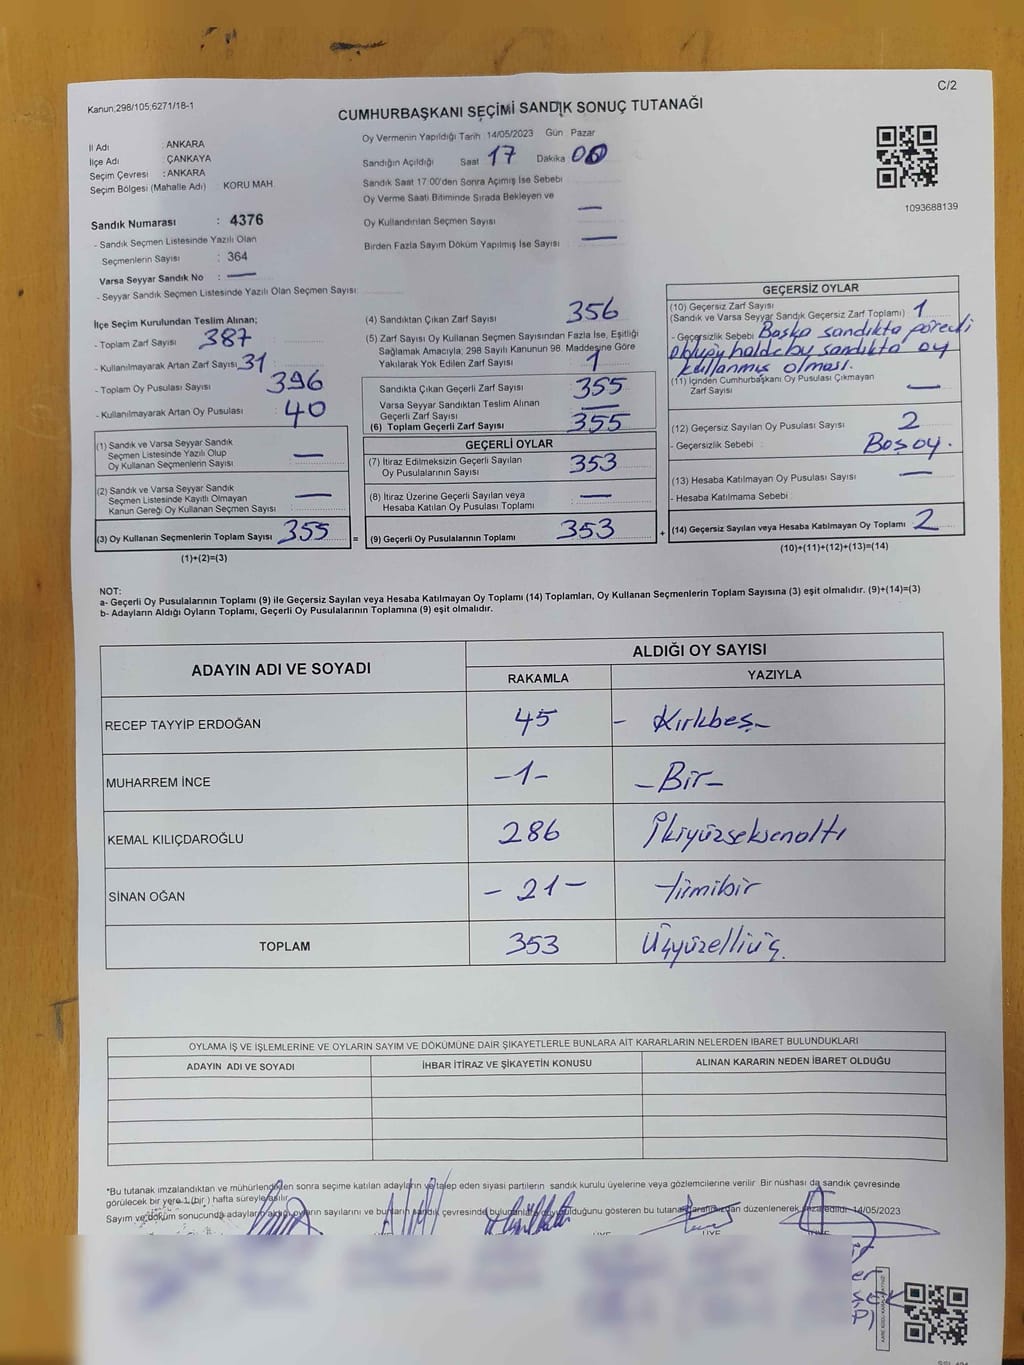 C/2
Kanun;298/105;6271/18-1
CUMHURBAŞKANI SEÇİMİ SANDIK SONUÇ TUTANAĞI
İl Adı : ANKARA
İlçe Adı : ÇANKAYA
Seçim Çevresi : ANKARA
Seçim Bölgesi (Mahalle Adı) : KORU MAH.
Oy Vermenin Yapıldığı Tarih 14/05/2023 Gün Pazar
Sandığın Açıldığı Saat 17 Dakika 00
Sandık Saat 17:00'den Sonra Açımış İse Sebebi
Oy Verme Saati Bitiminde Sırada Bekleyen ve
Oy Kullandırılan Seçmen Sayısı —
Birden Fazla Sayım Döküm Yapılmış İse Sayısı —
1093688139
Sandık Numarası : 4376
- Sandık Seçmen Listesinde Yazılı Olan
Seçmenlerin Sayısı : 364
Varsa Seyyar Sandık No : —
- Seyyar Sandık Seçmen Listesinde Yazılı Olan Seçmen Sayısı:
İlçe Seçim Kurulundan Teslim Alınan;
- Toplam Zarf Sayısı 387
- Kullanılmayarak Artan Zarf Sayısı 31
- Toplam Oy Pusulası Sayısı 396
- Kullanılmayarak Artan Oy Pusulası 40
(1) Sandık ve Varsa Seyyar Sandık
Seçmen Listesinde Yazılı Olup
Oy Kullanan Seçmenlerin Sayısı —
(2) Sandık ve Varsa Seyyar Sandık
Seçmen Listesinde Kayıtlı Olmayan
Kanun Gereği Oy Kullanan Seçmen Sayısı —
(3) Oy Kullanan Seçmenlerin Toplam Sayısı 355
(1)+(2)=(3)
(4) Sandıktan Çıkan Zarf Sayısı 356
(5) Zarf Sayısı Oy Kullanan Seçmen Sayısından Fazla İse, Eşitliği
Sağlamak Amacıyla, 298 Sayılı Kanunun 98. Maddesine Göre
Yakılarak Yok Edilen Zarf Sayısı 1
Sandıkta Çıkan Geçerli Zarf Sayısı 355
Varsa Seyyar Sandıktan Teslim Alınan
Geçerli Zarf Sayısı —
(6) Toplam Geçerli Zarf Sayısı 355
GEÇERLİ OYLAR
(7) İtiraz Edilmeksizin Geçerli Sayılan
Oy Pusulalarının Sayısı 353
(8) İtiraz Üzerine Geçerli Sayılan veya
Hesaba Katılan Oy Pusulası Toplamı —
= (9) Geçerli Oy Pusulalarının Toplamı 353
GEÇERSİZ OYLAR
(10) Geçersiz Zarf Sayısı
(Sandık ve Varsa Seyyar Sandık Geçersiz Zarf Toplamı) 1
- Geçersizlik Sebebi Başka sandıkta görevli
olduğu halde bu sandıkta oy
kullanmış olması.
(11) İçinden Cumhurbaşkanı Oy Pusulası Çıkmayan
Zarf Sayısı —
(12) Geçersiz Sayılan Oy Pusulası Sayısı 2
- Geçersizlik Sebebi : Boş oy.
(13) Hesaba Katılmayan Oy Pusulası Sayısı —
- Hesaba Katılmama Sebebi
+ (14) Geçersiz Sayılan veya Hesaba Katılmayan Oy Toplamı 2
(10)+(11)+(12)+(13)=(14)
NOT:
a- Geçerli Oy Pusulalarının Toplamı (9) ile Geçersiz Sayılan veya Hesaba Katılmayan Oy Toplamı (14) Toplamları, Oy Kullanan Seçmenlerin Toplam Sayısına (3) eşit olmalıdır. (9)+(14)=(3)
b- Adayların Aldığı Oyların Toplamı, Geçerli Oy Pusulalarının Toplamına (9) eşit olmalıdır.
ADAYIN ADI VE SOYADI ALDIĞI OY SAYISI
RAKAMLA YAZIYLA
RECEP TAYYİP ERDOĞAN 45 - Kırkbeş -
MUHARREM İNCE -1- - Bir -
KEMAL KILIÇDAROĞLU 286 İkiyüzseksenaltı
SİNAN OĞAN - 21 - Yirmibir
TOPLAM 353 Üçyüzelliüç.
OYLAMA İŞ VE İŞLEMLERİNE VE OYLARIN SAYIM VE DÖKÜMÜNE DAİR ŞİKAYETLERLE BUNLARA AİT KARARLARIN NELERDEN İBARET BULUNDUKLARI
ADAYIN ADI VE SOYADI İHBAR İTİRAZ VE ŞİKAYETİN KONUSU ALINAN KARARIN NEDEN İBARET OLDUĞU
*Bu tutanak imzalandıktan ve mühürlendikten sonra seçime katılan adayların ve talep eden siyasi partilerin sandık kurulu üyelerine veya gözlemcilerine verilir. Bir nüshası da sandık çevresinde
görülecek bir yere 1 (bir) hafta süreyle asılır.
Sayım ve döküm sonucunda adayların aldığı oyların sayılarını ve bunların sandık çevresinde bulunanlara duyurulduğunu gösteren bu tutanak tarafımızdan düzenlenerek imza edildi. 14/05/2023
ÜYE